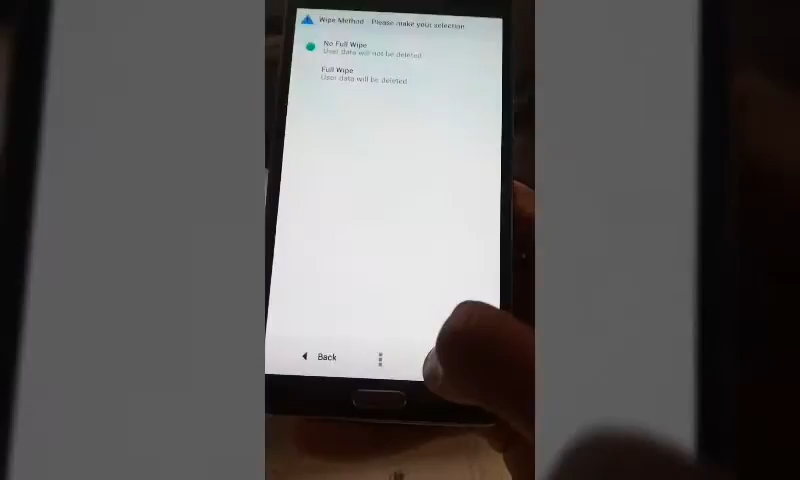 Wipe Method Please make your selection
No Full Wipe
User data will not be deleted.
Full Wipe
User data will be deleted.
Back